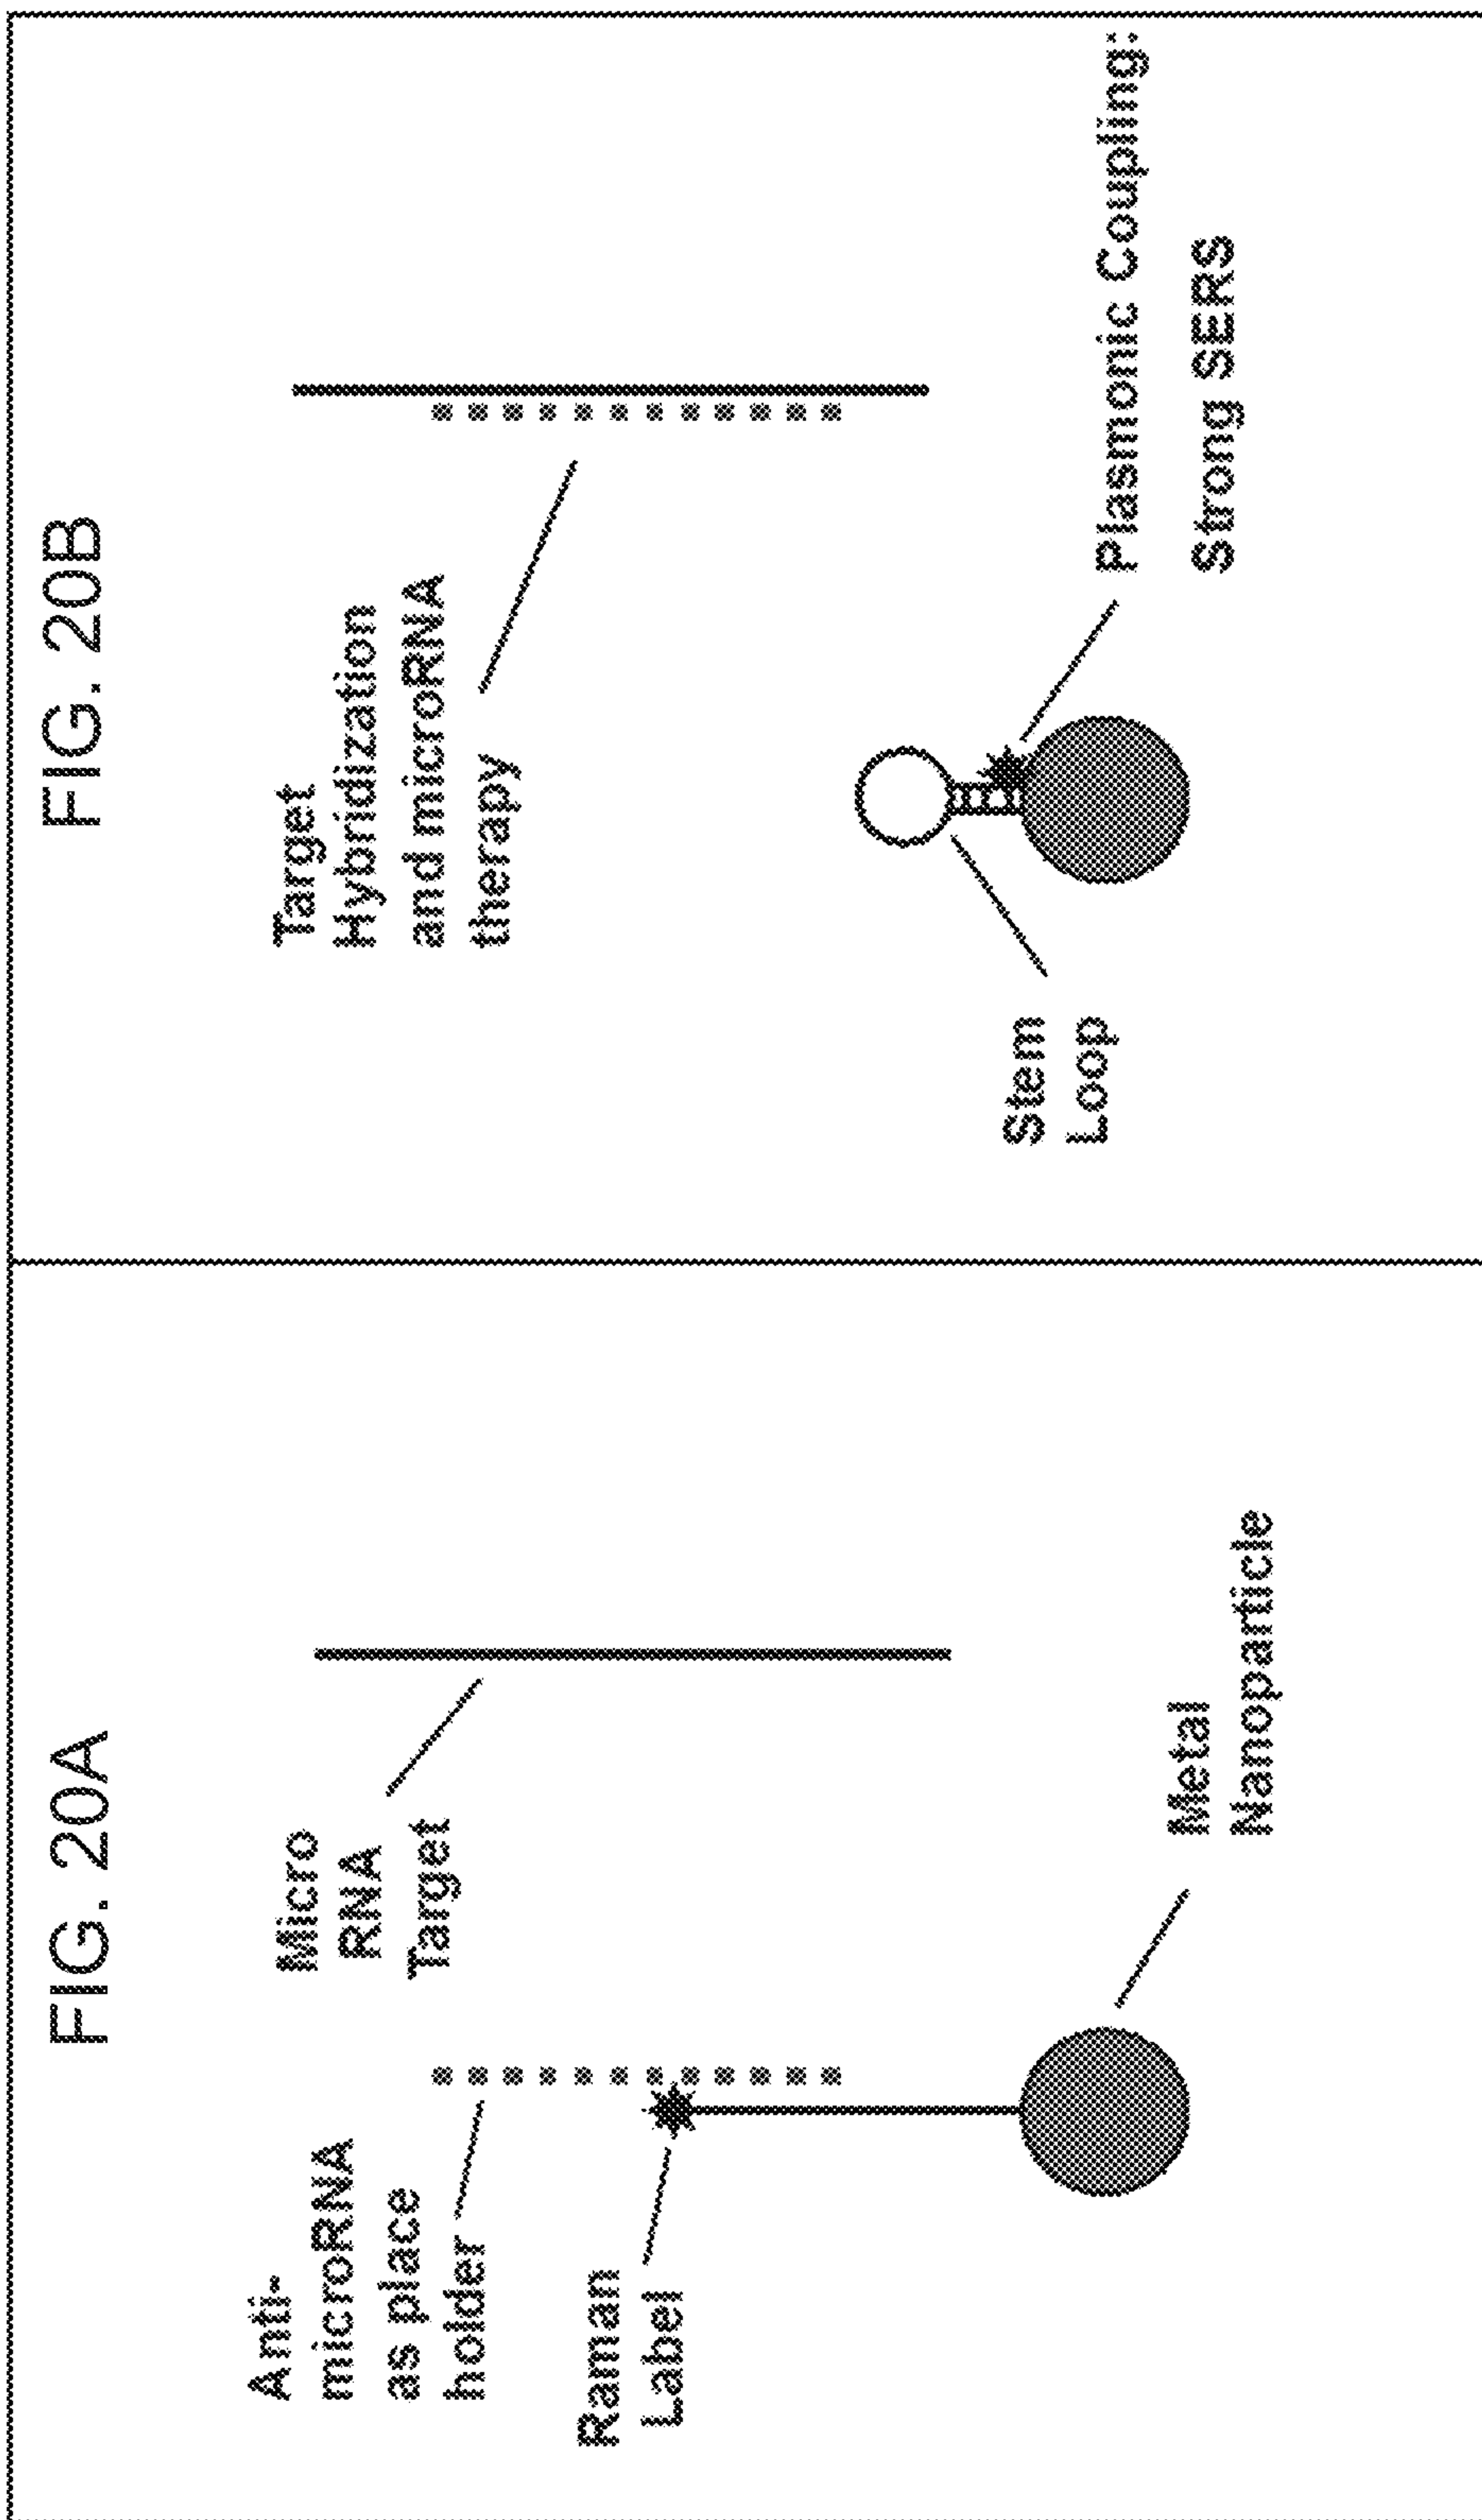 FIG. 20A
Anti-
microRNA
as place
holder
Micro
RNA
Target
Raman
Label
Metal
Nanoparticle
FIG. 20B
Target
Hybridization
and microRNA
therapy
Stem
Loop
Plasmonic Coupling:
Strong SERS